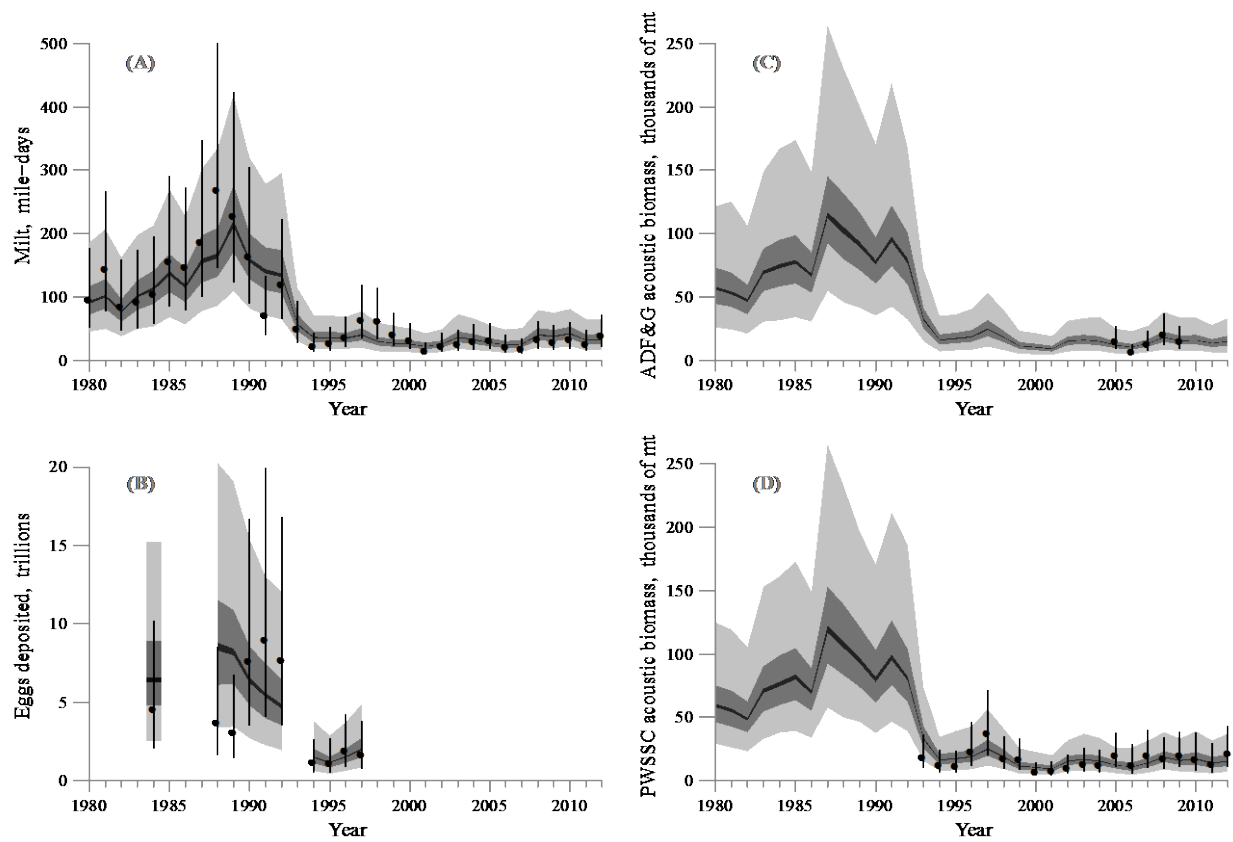 (A)
Milt, mile-days
500
400
300
200
100
0
1980 1985 1990 1995 2000 2005 2010
Year
(C)
ADF&G acoustic biomass, thousands of mt
250
200
150
100
50
0
1980 1985 1990 1995 2000 2005 2010
Year
(B)
Eggs deposited, trillions
20
15
10
5
0
1980 1985 1990 1995 2000 2005 2010
Year
(D)
PWSSC acoustic biomass, thousands of mt
250
200
150
100
50
0
1980 1985 1990 1995 2000 2005 2010
Year